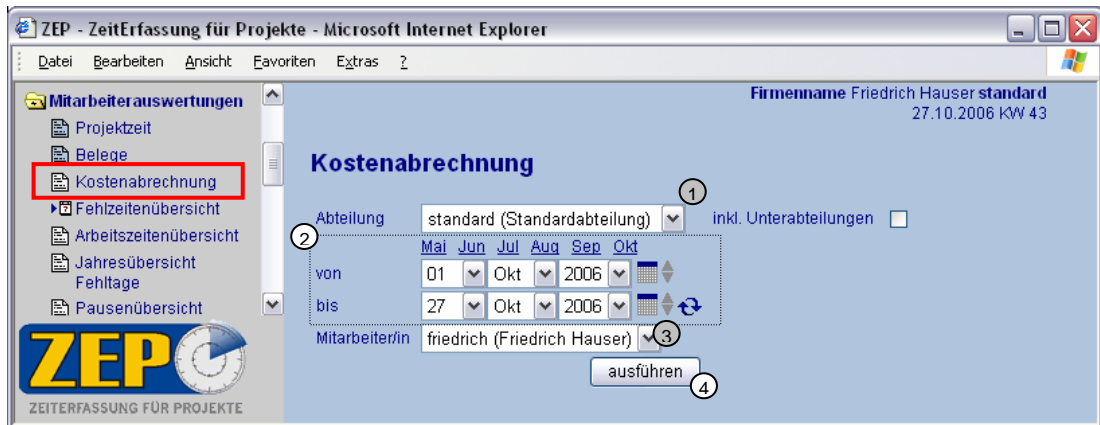 ZEP - ZeitErfassung für Projekte - Microsoft Internet Explorer
Datei Bearbeiten Ansicht Favoriten Extras ?
Mitarbeiterauswertungen
Projektzeit
Belege
Kostenabrechnung
Fehlzeitenübersicht
Arbeitszeitenübersicht
Jahresübersicht
Fehltage
Pausenübersicht
ZEP
ZEITERFASSUNG FÜR PROJEKTE
Firmenname Friedrich Hauser standard
27.10.2006 KW 43
Kostenabrechnung
1
Abteilung standard (Standardabteilung) inkl. Unterabteilungen
2
Mai Jun Jul Aug Sep Okt
von 01 Okt 2006
bis 27 Okt 2006
Mitarbeiter/in friedrich (Friedrich Hauser) 3
ausführen 4